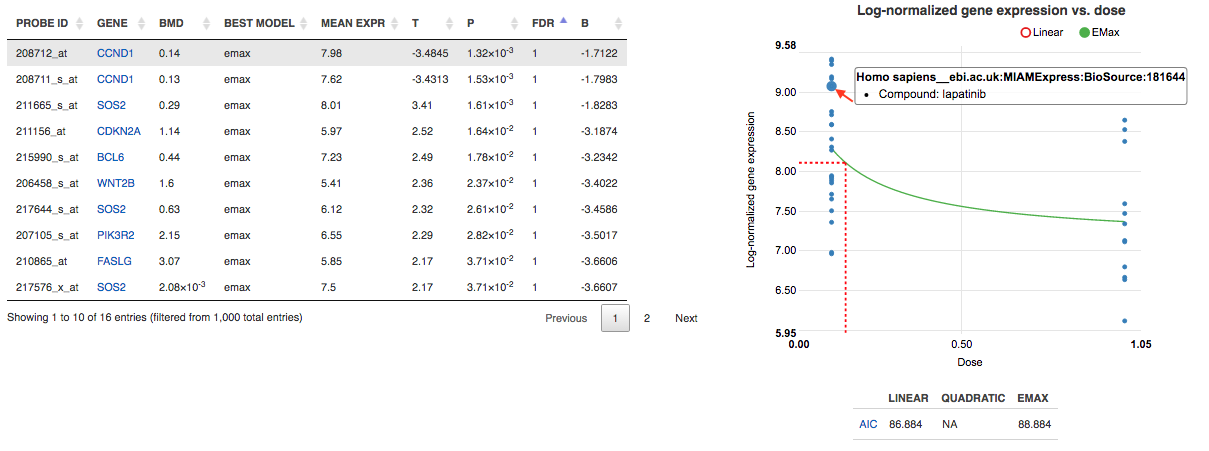 PROBE ID GENE BMD BEST MODEL MEAN EXPR T P FDR B
208712_at CCND1 0.14 emax 7.98 -3.4845 1.32×10-3 1 -1.7122
208711_s_at CCND1 0.13 emax 7.62 -3.4313 1.53×10-3 1 -1.7983
211665_s_at SOS2 0.29 emax 8.01 3.41 1.61×10-3 1 -1.8283
211156_at CDKN2A 1.14 emax 5.97 2.52 1.64×10-2 1 -3.1874
215990_s_at BCL6 0.44 emax 7.23 2.49 1.78×10-2 1 -3.2342
206458_s_at WNT2B 1.6 emax 5.41 2.36 2.37×10-2 1 -3.4022
217644_s_at SOS2 0.63 emax 6.12 2.32 2.61×10-2 1 -3.4586
207105_s_at PIK3R2 2.15 emax 6.55 2.29 2.82×10-2 1 -3.5017
210865_at FASLG 3.07 emax 5.85 2.17 3.71×10-2 1 -3.6606
217576_x_at SOS2 2.08×10-3 emax 7.5 2.17 3.71×10-2 1 -3.6607
Showing 1 to 10 of 16 entries (filtered from 1,000 total entries)
Previous 1 2 Next
Log-normalized gene expression vs. dose
Linear EMax
Log-normalized gene expression
9.58
9.00
8.50
8.00
7.50
7.00
6.50
5.95
Homo sapiens__ebi.ac.uk:MIAMExpress:BioSource:181644
• Compound: lapatinib
0.00 0.50 1.05
Dose
LINEAR QUADRATIC EMAX
AIC 86.884 NA 88.884